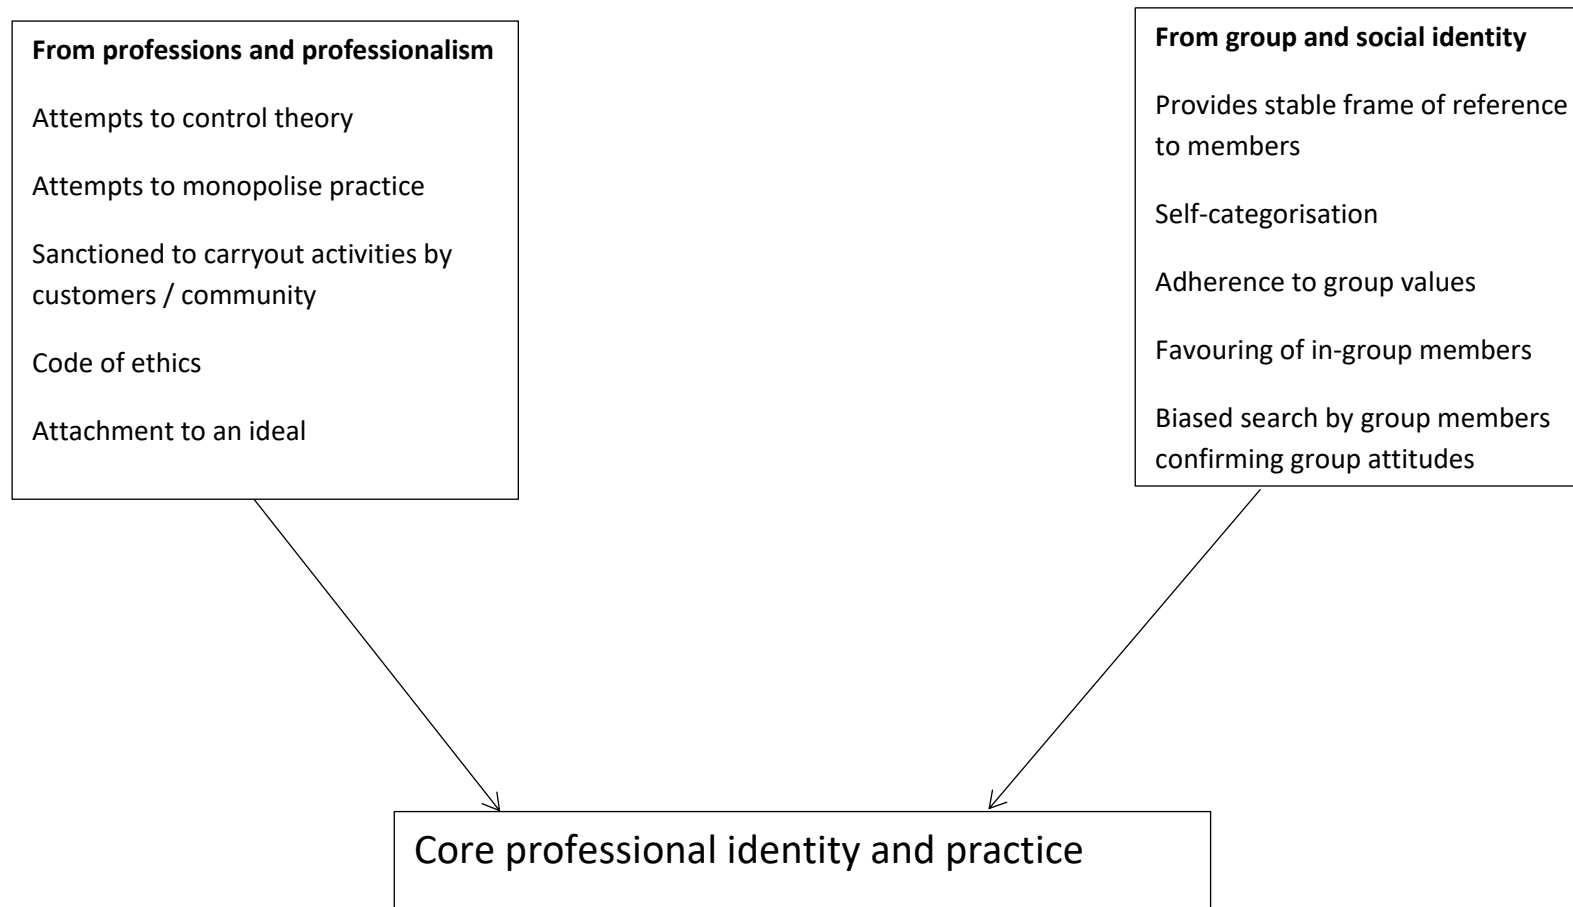 From professions and professionalism
Attempts to control theory
Attempts to monopolise practice
Sanctioned to carryout activities by
customers / community
Code of ethics
Attachment to an ideal
From group and social identity
Provides stable frame of reference
to members
Self-categorisation
Adherence to group values
Favouring of in-group members
Biased search by group members
confirming group attitudes
Core professional identity and practice